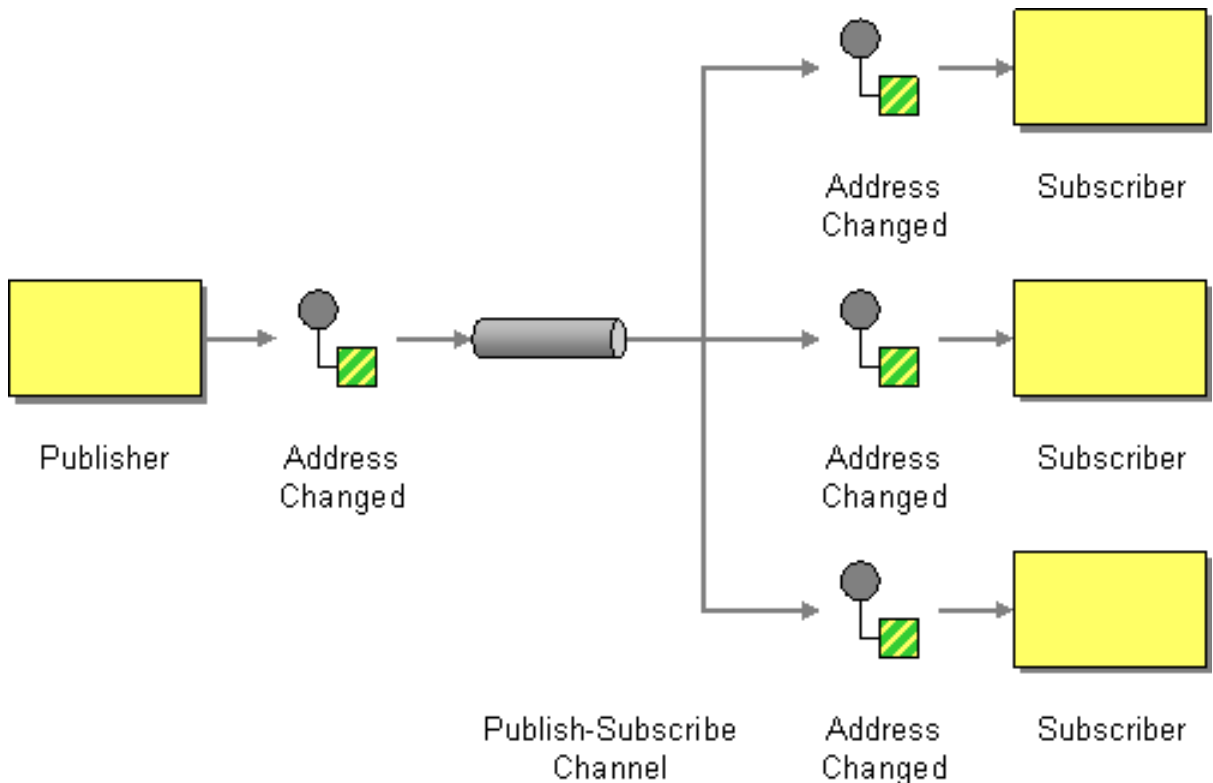 Address
Changed
Subscriber
Publisher
Address
Changed
Address
Changed
Subscriber
Publish-Subscribe
Channel
Address
Changed
Subscriber